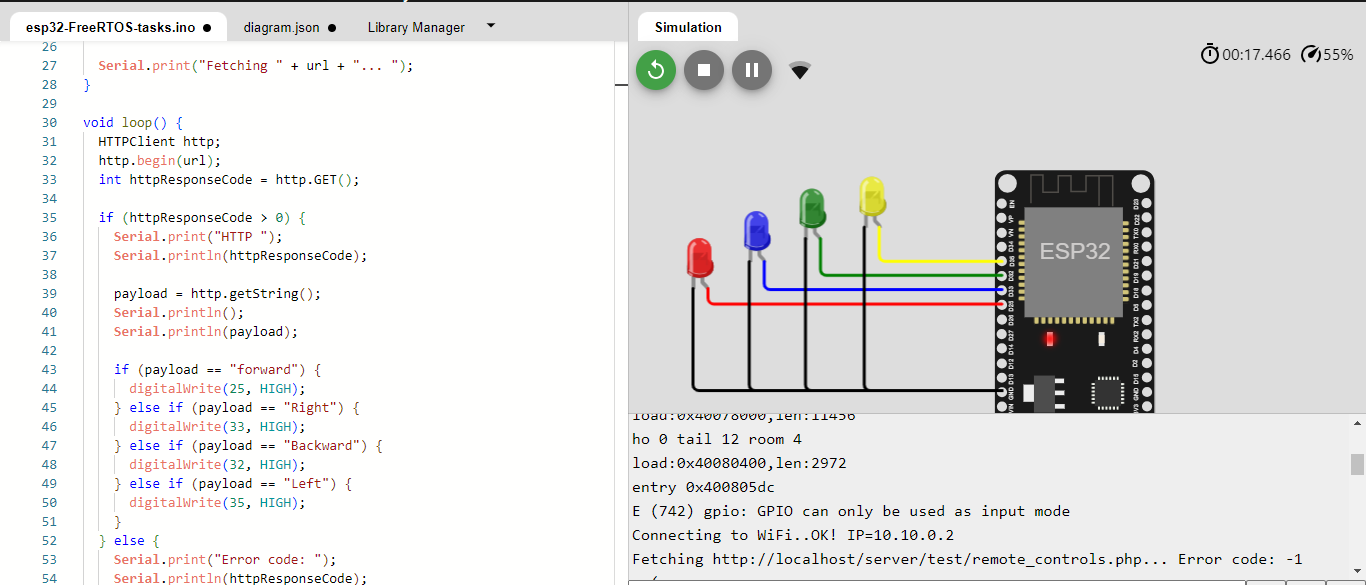 esp32-FreeRTOS-tasks.ino ● diagram.json ● Library Manager
26
27 Serial.print("Fetching " + url + "... ");
28 }
29
30 void loop() {
31 HTTPClient http;
32 http.begin(url);
33 int httpResponseCode = http.GET();
34
35 if (httpResponseCode > 0) {
36 Serial.print("HTTP ");
37 Serial.println(httpResponseCode);
38
39 payload = http.getString();
40 Serial.println();
41 Serial.println(payload);
42
43 if (payload == "forward") {
44 digitalWrite(25, HIGH);
45 } else if (payload == "Right") {
46 digitalWrite(33, HIGH);
47 } else if (payload == "Backward") {
48 digitalWrite(32, HIGH);
49 } else if (payload == "Left") {
50 digitalWrite(35, HIGH);
51 }
52 } else {
53 Serial.print("Error code: ");
54 Serial.println(httpResponseCode);
Simulation
00:17.466 55%
ESP32
EN
VP
VN
D34
D35
D32
D33
D25
D26
D27
D14
D12
D13
GND
VIN
D23
D22
TX0
RX0
D21
D19
D18
D5
TX2
RX2
D4
D2
D15
GND
3V3
load:0x40078000,len:11456
ho 0 tail 12 room 4
load:0x40080400,len:2972
entry 0x400805dc
E (742) gpio: GPIO can only be used as input mode
Connecting to WiFi..OK! IP=10.10.0.2
Fetching http://localhost/server/test/remote_controls.php... Error code: -1